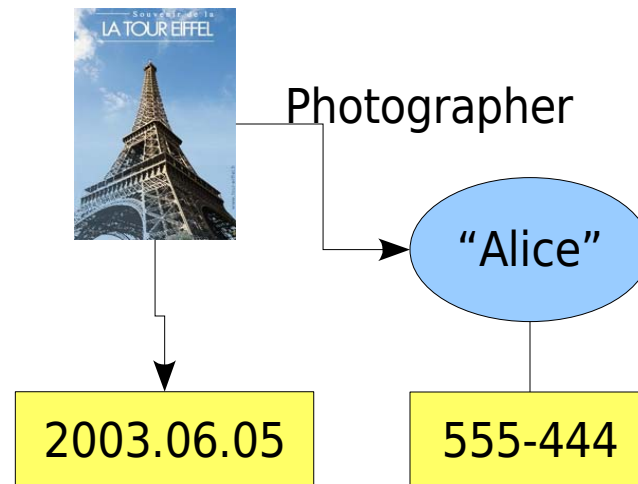 Souvenir de la
LA TOUR EIFFEL
Photographer
“Alice”
2003.06.05
555-444